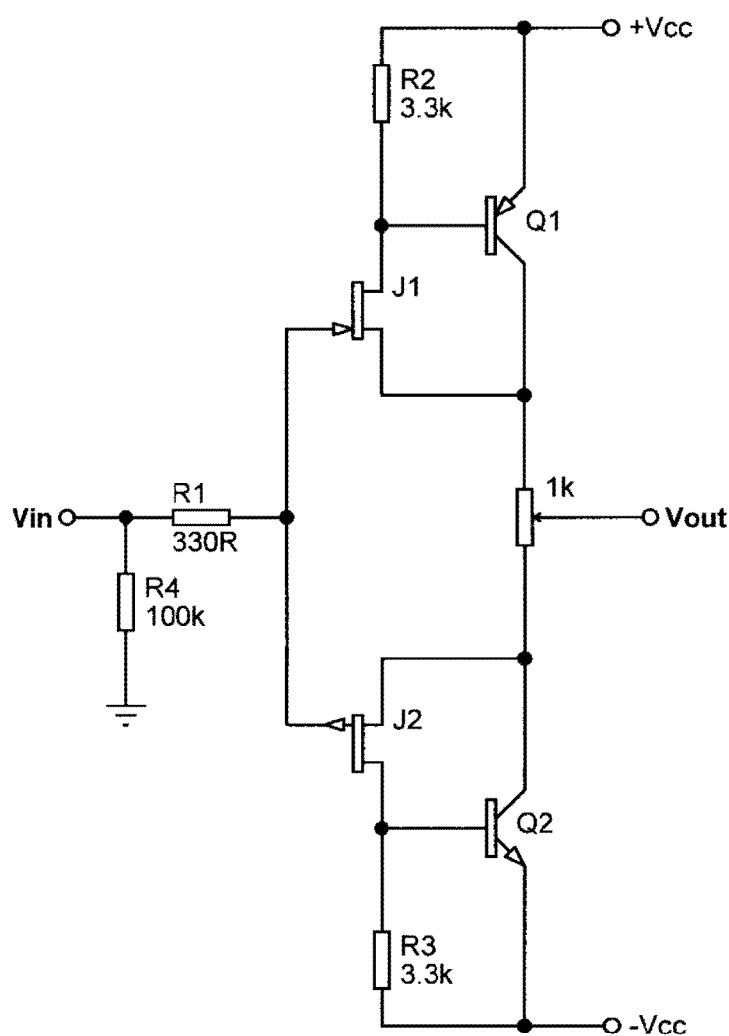 +Vcc
R2
3.3k
Q1
J1
R1
1k
Vin
Vout
330R
R4
100k
J2
Q2
R3
3.3k
-Vcc